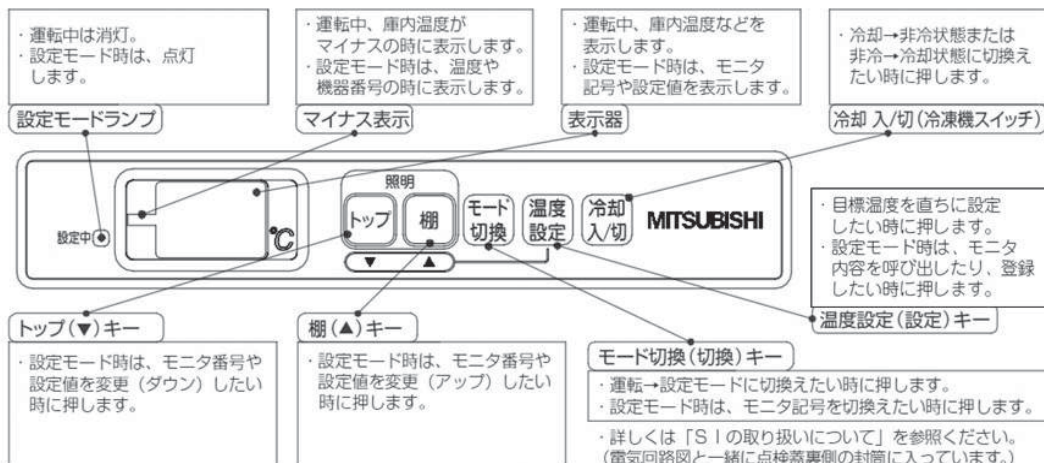 ・運転中は消灯。
・設定モード時は、点灯
します。
設定モードランプ
・運転中、庫内温度が
マイナスの時に表示します。
・設定モード時は、温度や
機器番号の時に表示します。
マイナス表示
・運転中、庫内温度などを
表示します。
・設定モード時は、モニタ
記号や設定値を表示します。
表示器
・冷却→非冷状態または
非冷→冷却状態に切換え
たい時に押します。
冷却 入/切(冷凍機スイッチ)
設定中
℃
照明
トップ
棚
モード
切換
温度
設定
冷却
入/切
MITSUBISHI
▼ ▲
・目標温度を直ちに設定
したい時に押します。
・設定モード時は、モニタ
内容を呼び出したり、登録
したい時に押します。
温度設定(設定)キー
トップ(▼)キー
・設定モード時は、モニタ番号や
設定値を変更(ダウン)したい
時に押します。
棚(▲)キー
・設定モード時は、モニタ番号や
設定値を変更(アップ)したい
時に押します。
モード切換(切換)キー
・運転→設定モードに切換えたい時に押します。
・設定モード時は、モニタ記号を切換えたい時に押します。
・詳しくは「SIの取り扱いについて」を参照ください。
(電気回路図と一緒に点検蓋裏側の封筒に入っています。)